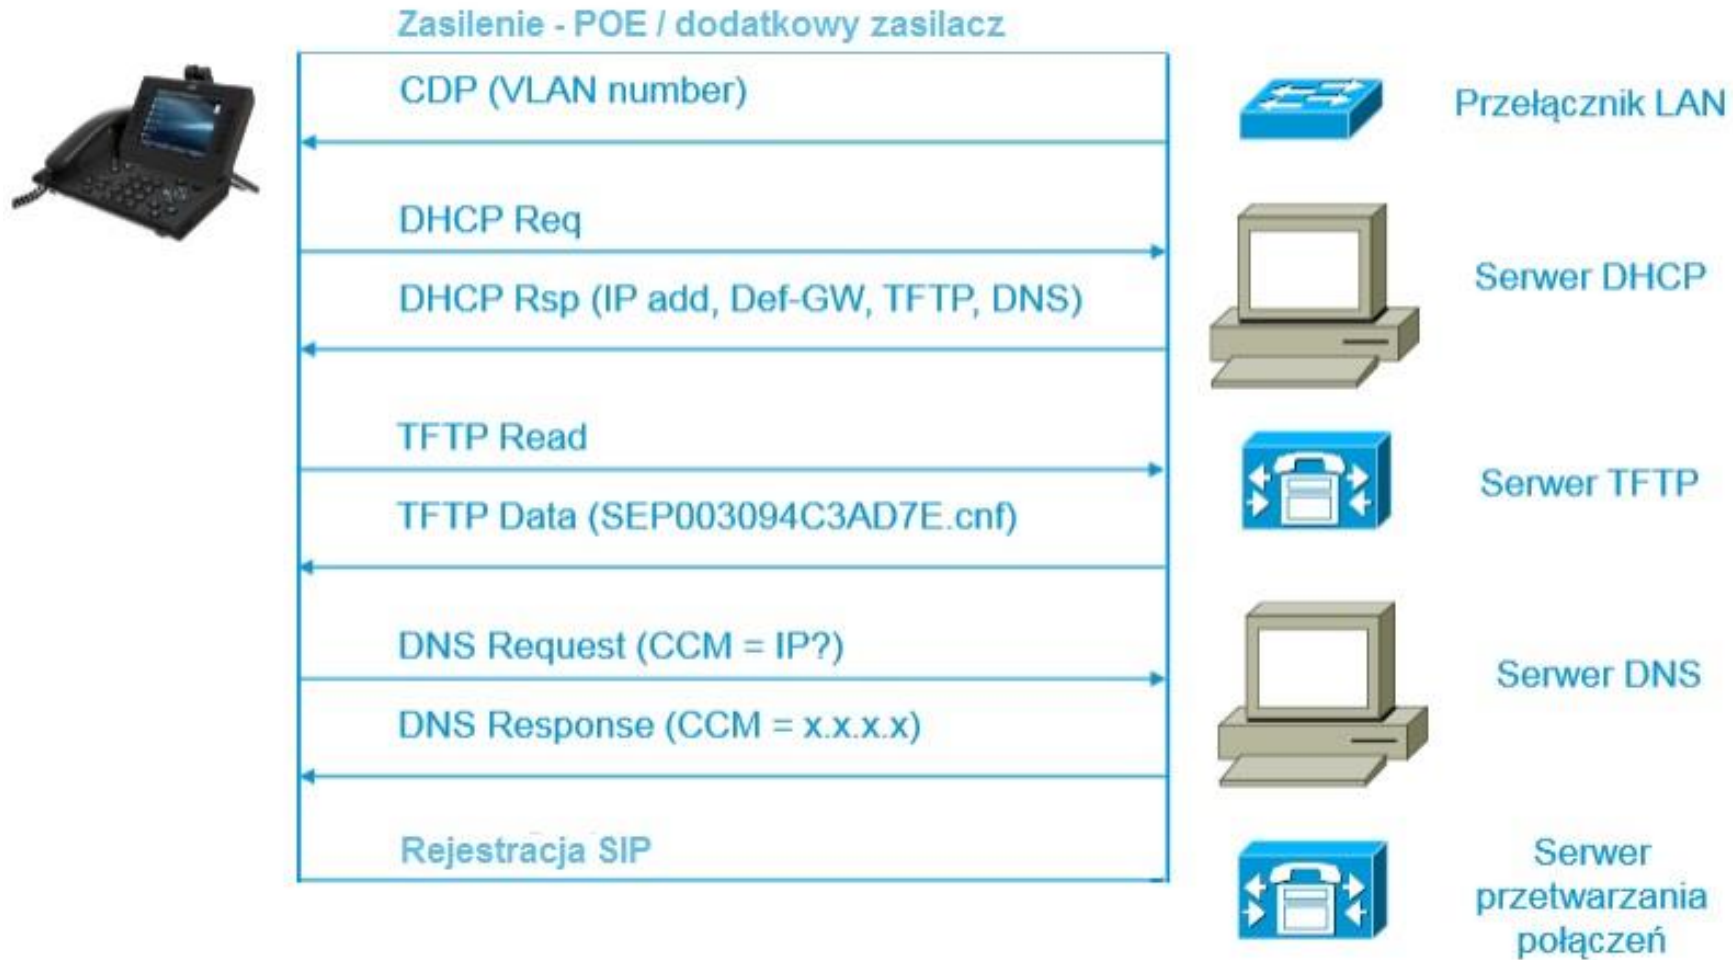 Zasilenie - POE / dodatkowy zasilacz
CDP (VLAN number)
Przełącznik LAN
DHCP Req
DHCP Rsp (IP add, Def-GW, TFTP, DNS)
Serwer DHCP
TFTP Read
TFTP Data (SEP003094C3AD7E.cnf)
Serwer TFTP
DNS Request (CCM = IP?)
DNS Response (CCM = x.x.x.x)
Serwer DNS
Rejestracja SIP
Serwer
przetwarzania
połączeń